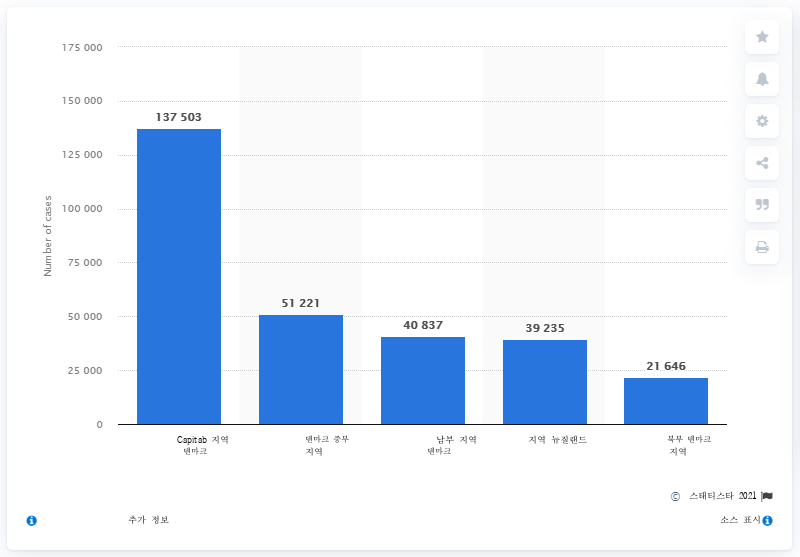 175 000
150 000
137 503
125 000
100 000
75 000
51 221
50 000
40 837
39 235
25 000
21 646
0
Number of cases
Capitab 지역
덴마크
덴마크 중부
지역
남부 지역
덴마크
지역 뉴질랜드
북부 덴마크
지역
© 스태티스타 2021
추가 정보
소스 표시